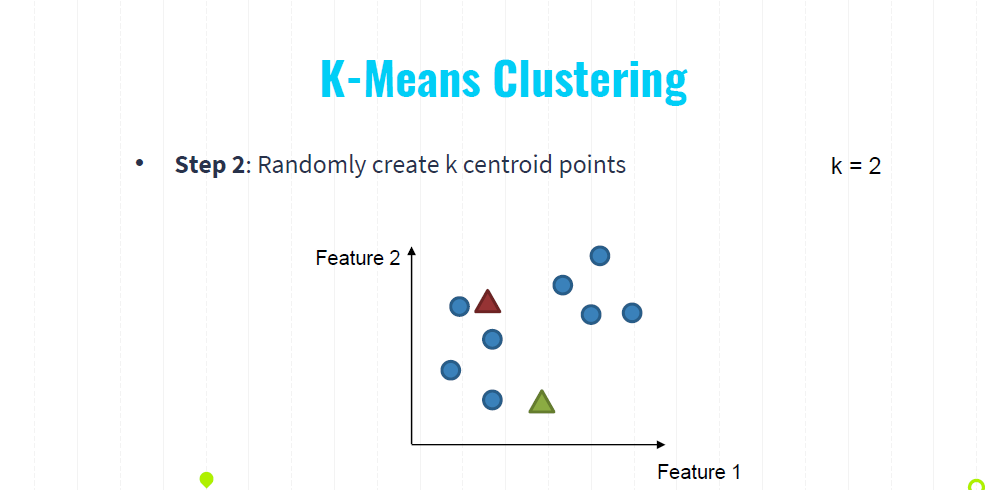 K-Means Clustering
• Step 2: Randomly create k centroid points
k = 2
Feature 2
Feature 1